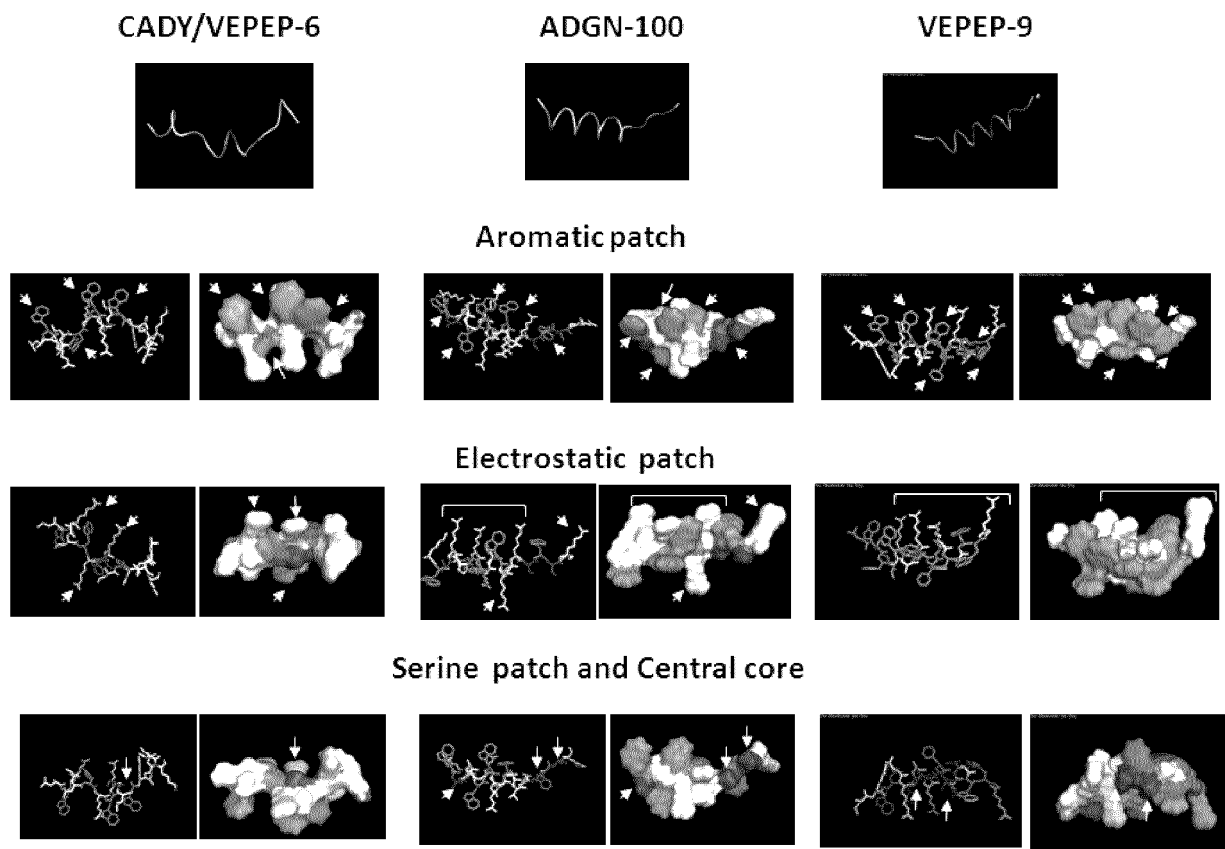 CADY/VEPEP-6 ADGN-100 VEPEP-9
Aromatic patch
Electrostatic patch
Serine patch and Central core